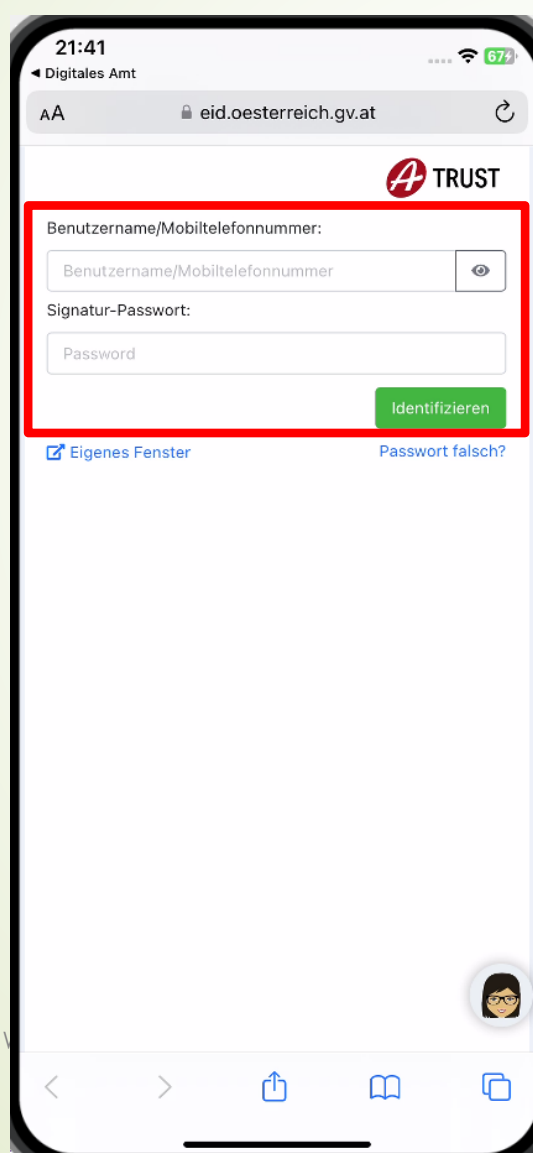 21:41
67
◀ Digitales Amt
AA
eid.oesterreich.gv.at
A TRUST
Benutzername/Mobiltelefonnummer:
Benutzername/Mobiltelefonnummer
Signatur-Passwort:
Password
Identifizieren
Eigenes Fenster
Passwort falsch?